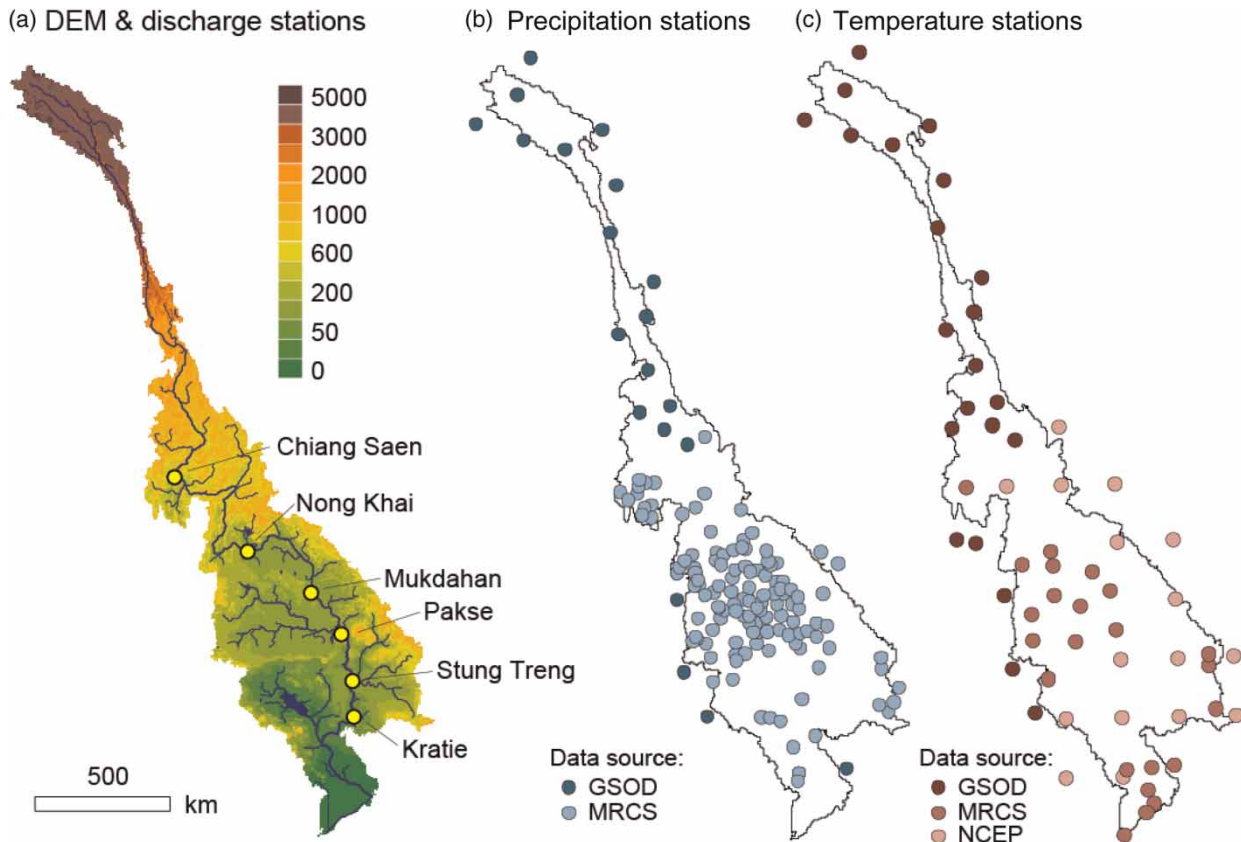 (a) DEM & discharge stations
(b) Precipitation stations
(c) Temperature stations
5000
3000
2000
1000
600
200
50
0
Chiang Saen
Nong Khai
Mukdahan
Pakse
Stung Treng
Kratie
500
km
Data source:
GSOD
MRCS
Data source:
GSOD
MRCS
NCEP